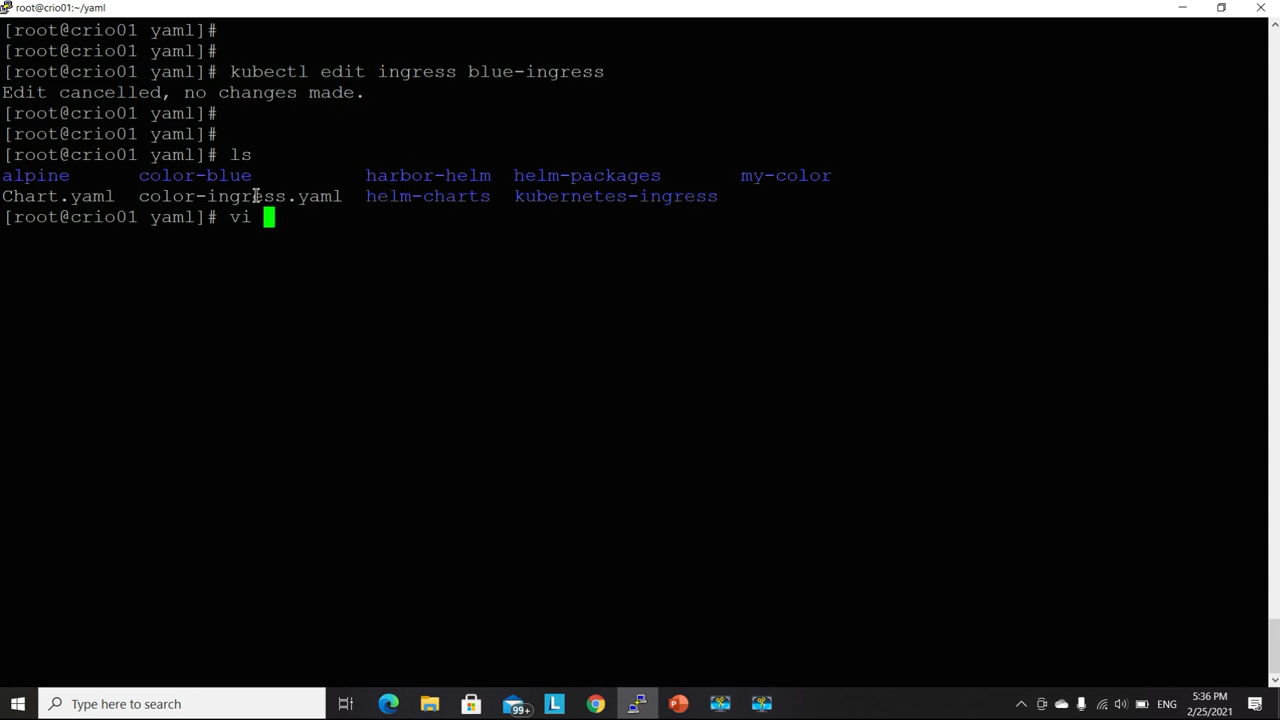 root@crio01:~/yaml
[root@crio01 yaml]#
[root@crio01 yaml]#
[root@crio01 yaml]# kubectl edit ingress blue-ingress
Edit cancelled, no changes made.
[root@crio01 yaml]#
[root@crio01 yaml]#
[root@crio01 yaml]# ls
alpine color-blue harbor-helm helm-packages my-color
Chart.yaml color-ingress.yaml helm-charts kubernetes-ingress
[root@crio01 yaml]# vi
Type here to search
99+
L
ENG
5:36 PM
2/25/2021